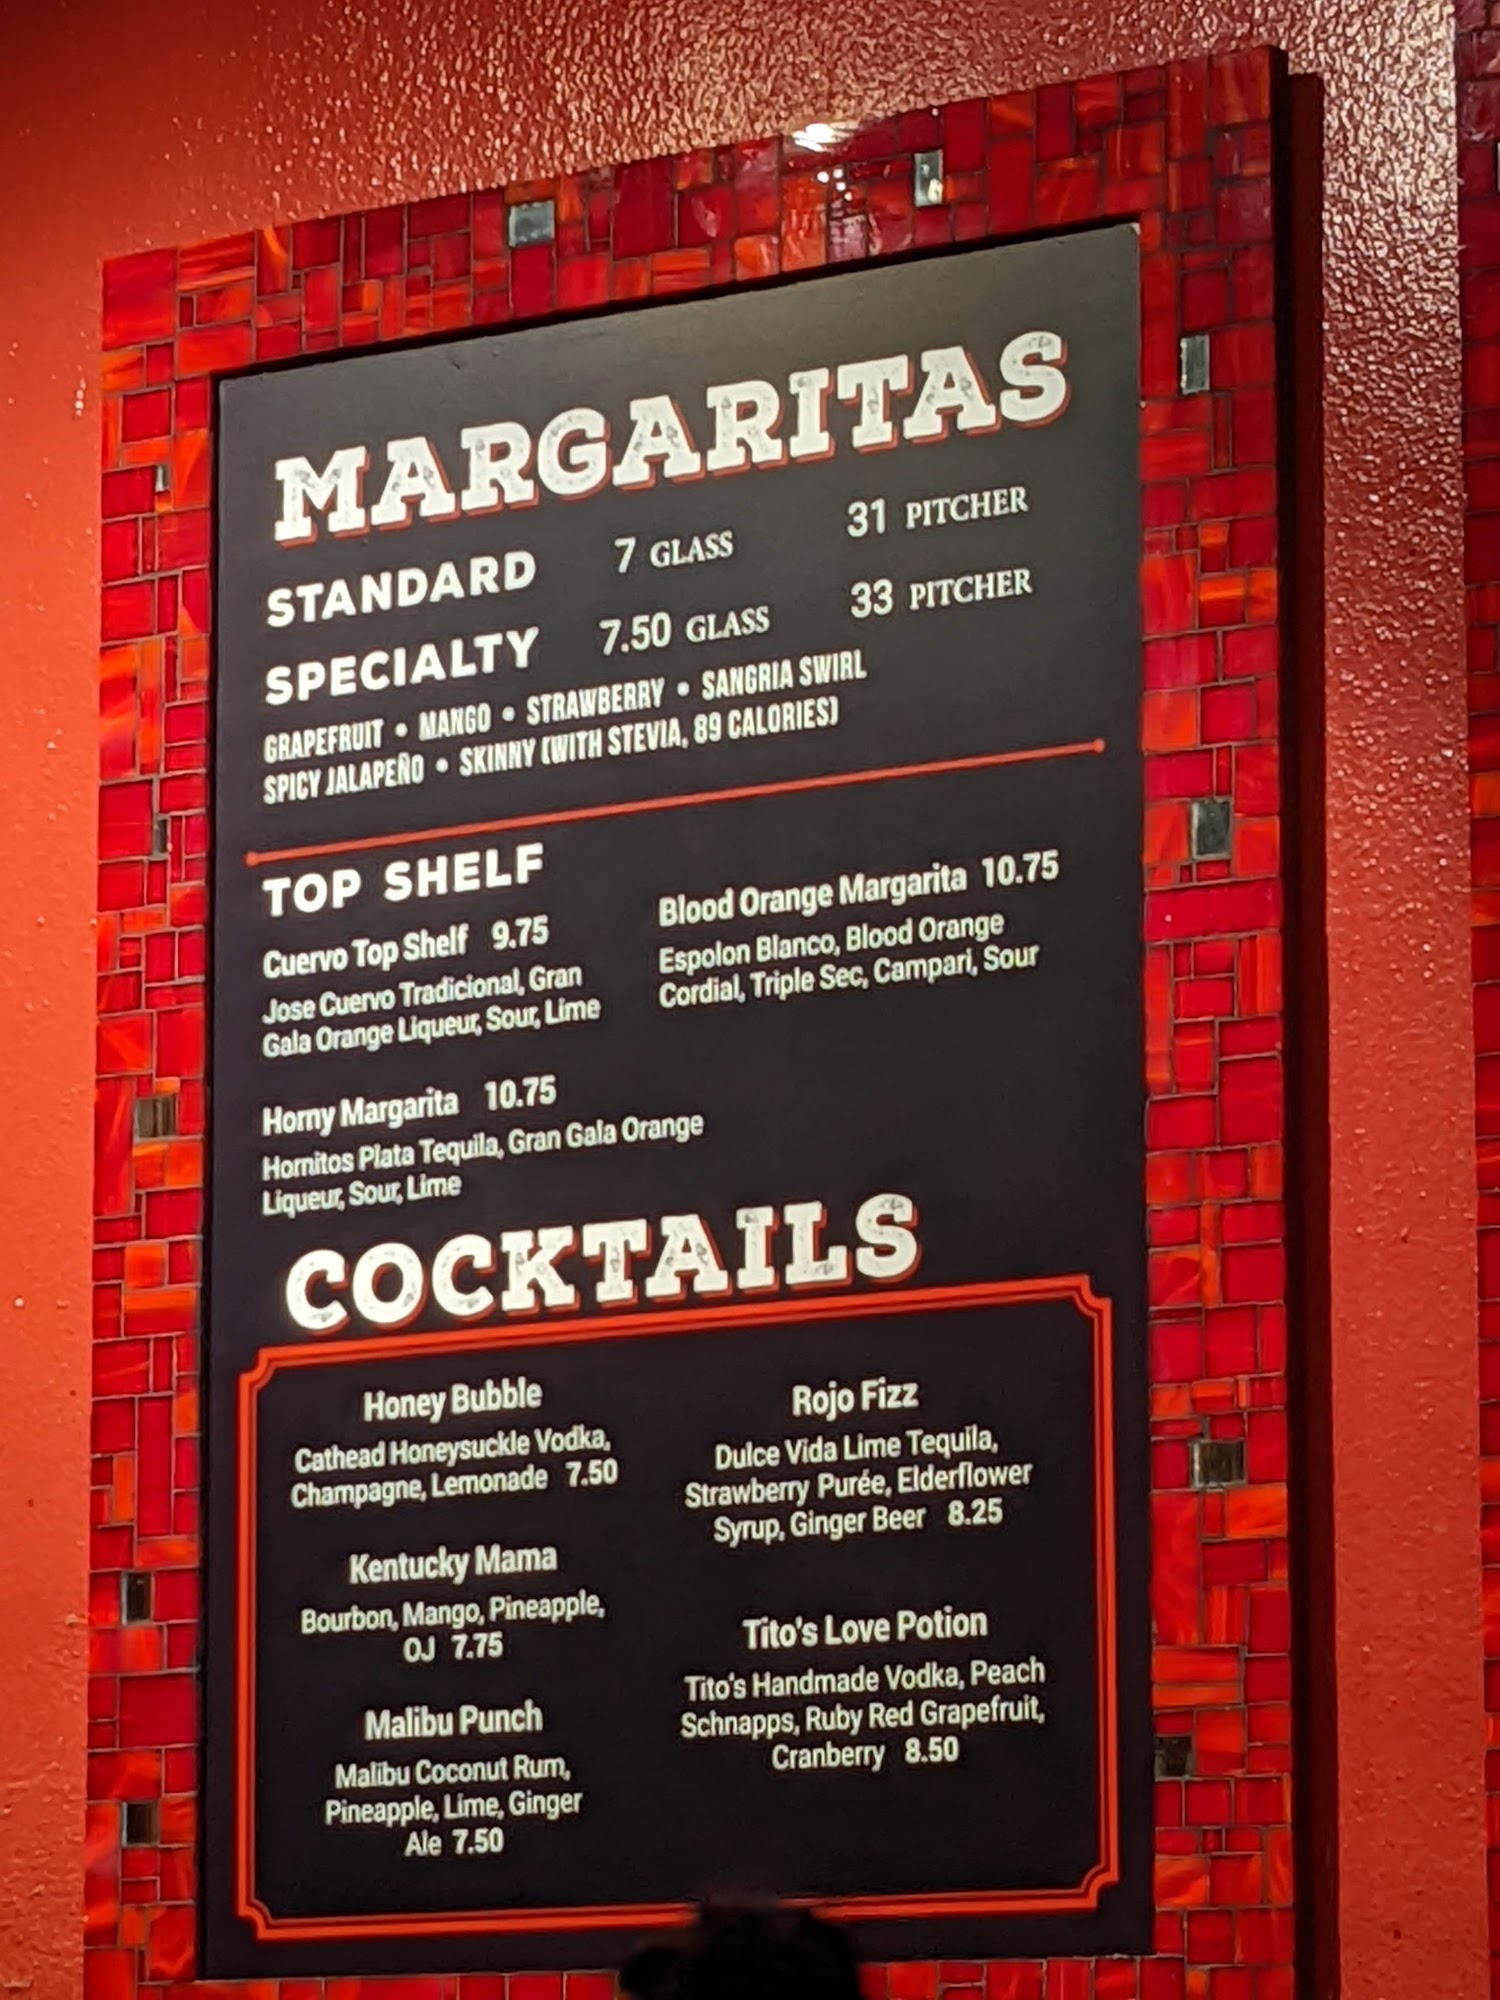 MARGARITAS
STANDARD 7 GLASS 31 PITCHER
SPECIALTY 7.50 GLASS 33 PITCHER
GRAPEFRUIT • MANGO • STRAWBERRY • SANGRIA SWIRL
SPICY JALAPEÑO • SKINNY (WITH STEVIA, 89 CALORIES)
TOP SHELF
Cuervo Top Shelf 9.75
Jose Cuervo Tradicional, Gran
Gala Orange Liqueur, Sour, Lime
Blood Orange Margarita 10.75
Espolon Blanco, Blood Orange
Cordial, Triple Sec, Campari, Sour
Horny Margarita 10.75
Hornitos Plata Tequila, Gran Gala Orange
Liqueur, Sour, Lime
COCKTAILS
Honey Bubble
Cathead Honeysuckle Vodka,
Champagne, Lemonade 7.50
Kentucky Mama
Bourbon, Mango, Pineapple,
OJ 7.75
Malibu Punch
Malibu Coconut Rum,
Pineapple, Lime, Ginger
Ale 7.50
Rojo Fizz
Dulce Vida Lime Tequila,
Strawberry Purée, Elderflower
Syrup, Ginger Beer 8.25
Tito's Love Potion
Tito's Handmade Vodka, Peach
Schnapps, Ruby Red Grapefruit,
Cranberry 8.50